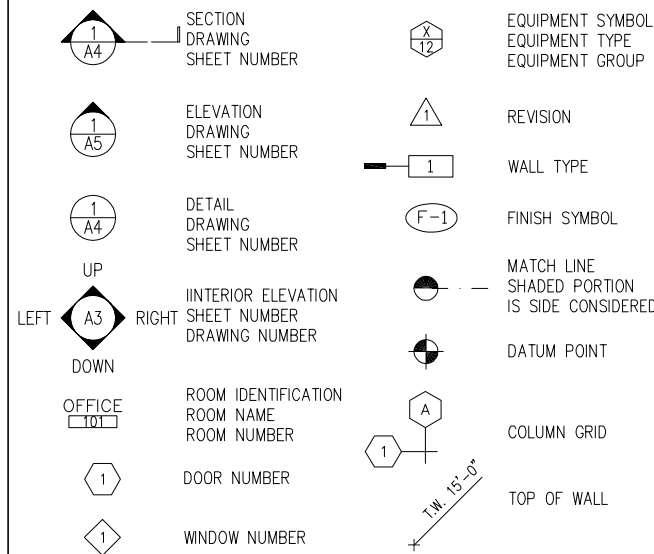 1
A4
SECTION
DRAWING
SHEET NUMBER
1
A5
ELEVATION
DRAWING
SHEET NUMBER
1
A4
DETAIL
DRAWING
SHEET NUMBER
UP
LEFT A3 RIGHT
DOWN
IINTERIOR ELEVATION
SHEET NUMBER
DRAWING NUMBER
OFFICE
101
ROOM IDENTIFICATION
ROOM NAME
ROOM NUMBER
1
DOOR NUMBER
1
WINDOW NUMBER
X
12
EQUIPMENT SYMBOL
EQUIPMENT TYPE
EQUIPMENT GROUP
1
REVISION
1
WALL TYPE
F-1
FINISH SYMBOL
MATCH LINE
SHADED PORTION
IS SIDE CONSIDERED
DATUM POINT
A
1
COLUMN GRID
T.W. 15'-0"
TOP OF WALL